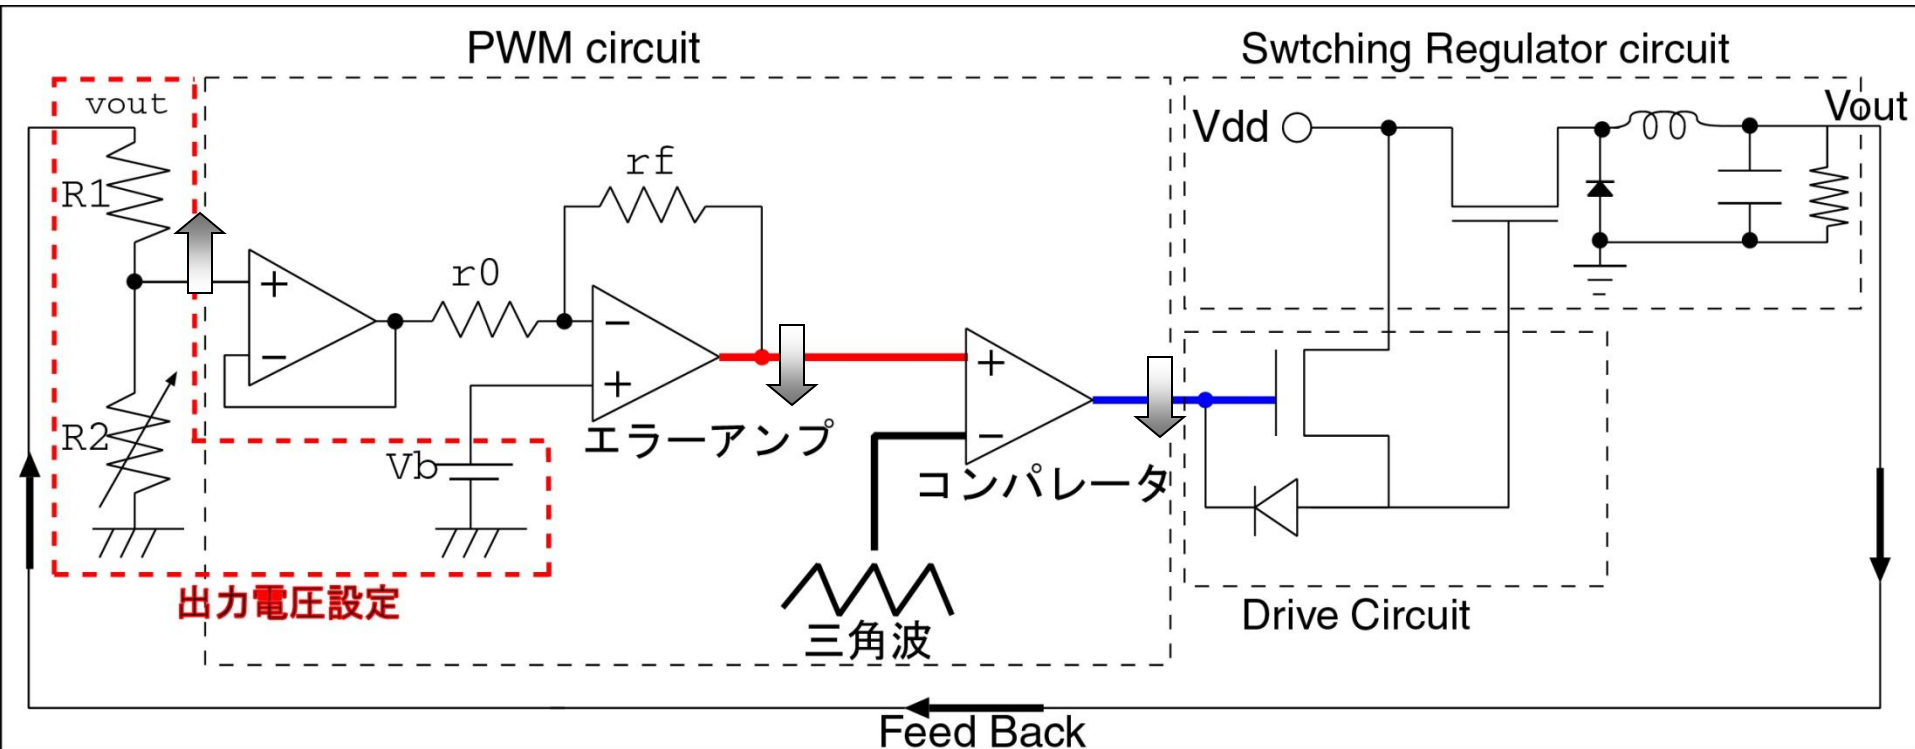 PWM circuit
Swtching Regulator circuit
vout
Vout
Vdd
R1
rf
r0
+
−
−
+
+
−
エラーアンプ
R2
Vb
コンパレータ
出力電圧設定
三角波
Drive Circuit
Feed Back